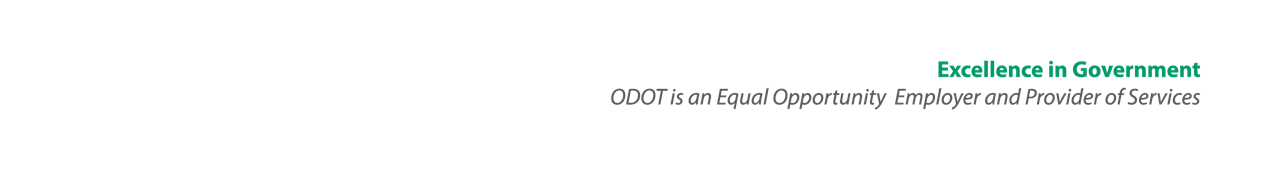 Excellence in Government
ODOT is an Equal Opportunity  Employer and Provider of Services